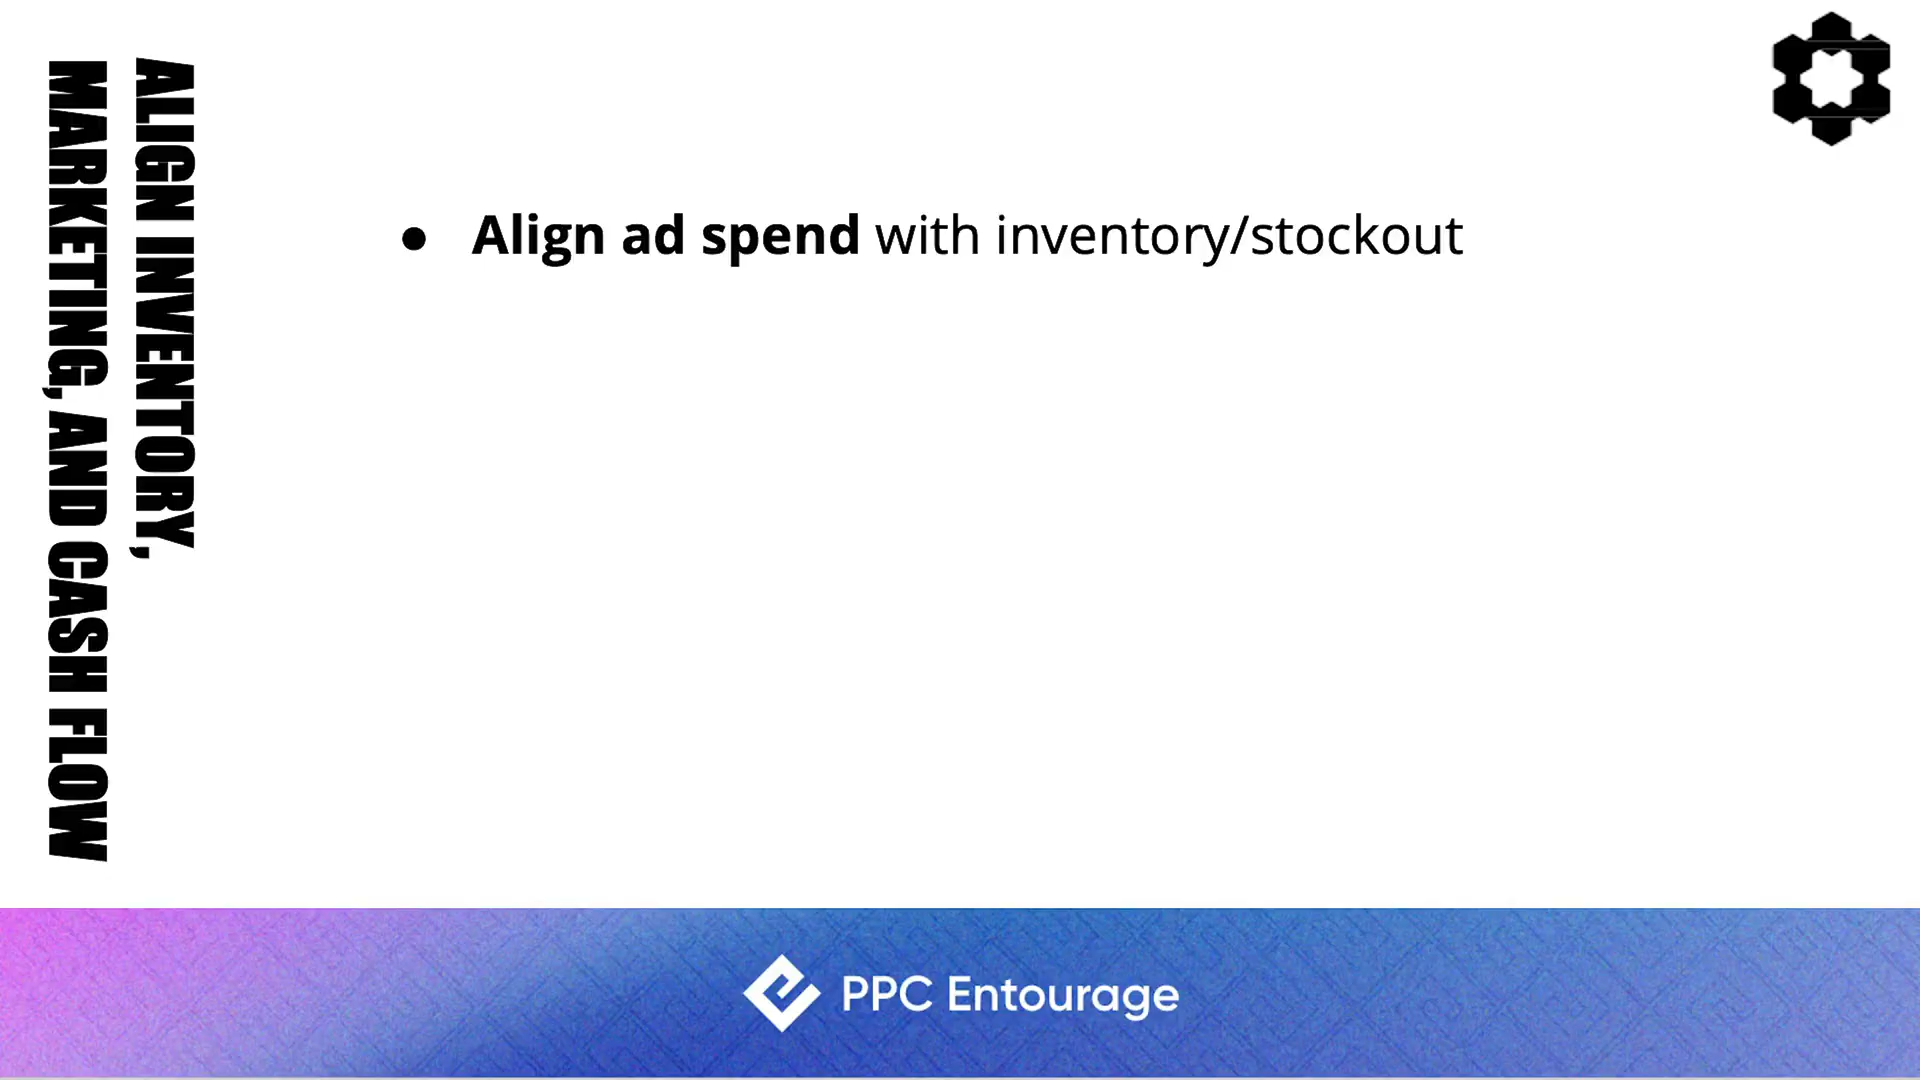 ALIGN INVENTORY,
MARKETING, AND CASH FLOW
● Align ad spend with inventory/stockout
PPC Entourage